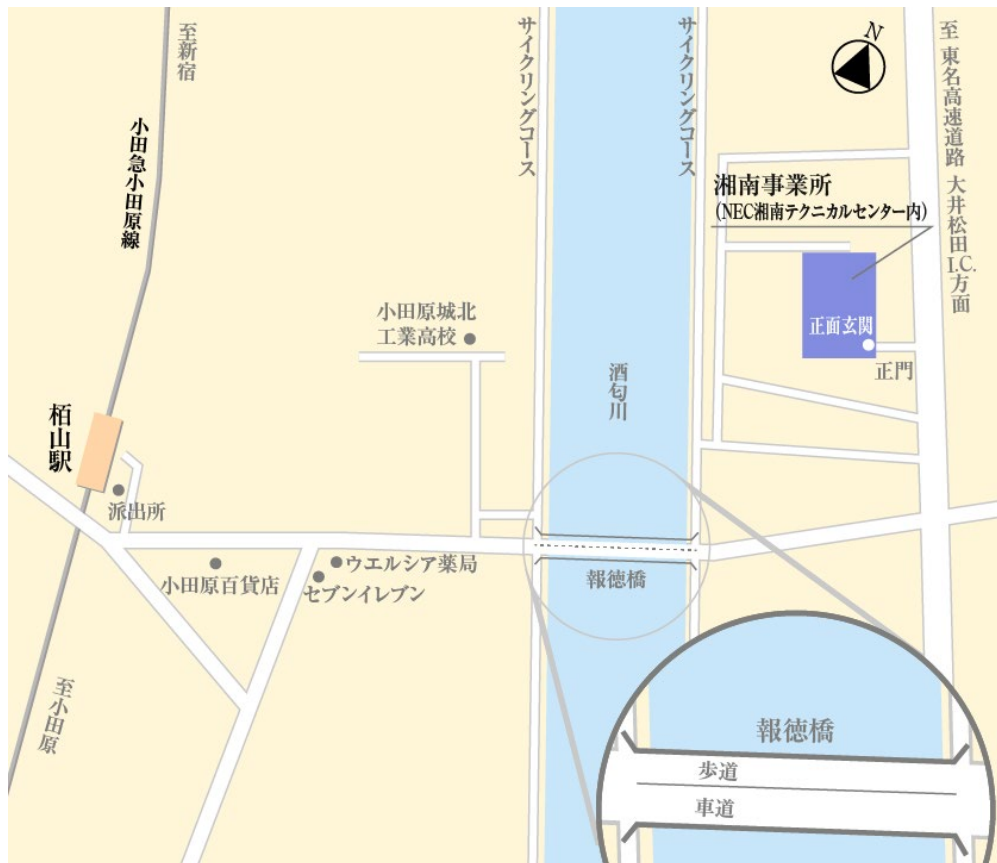 至新宿
小田急小田原線
サイクリングコース
サイクリングコース
N
至 東名高速道路 大井松田I.C.方面
湘南事業所
（NEC湘南テクニカルセンター内）
正面玄関
正門
小田原城北
工業高校
酒匂川
栢山駅
派出所
小田原百貨店
ウエルシア薬局
セブンイレブン
報徳橋
至小田原
報徳橋
歩道
車道